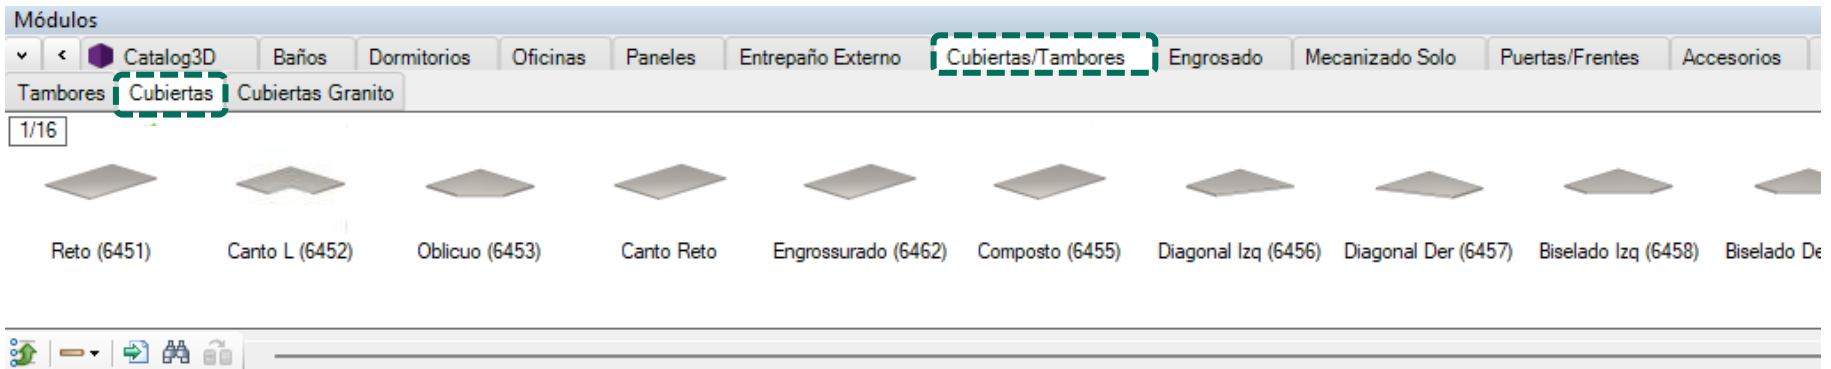 Módulos
Catalog3D Baños Dormitorios Oficinas Paneles Entrepaño Externo Cubiertas/Tambores Engrosado Mecanizado Solo Puertas/Frentes Accesorios
Tambores Cubiertas Cubiertas Granito
1/16
Reto (6451) Canto L (6452) Oblicuo (6453) Canto Reto Engrossurado (6462) Composto (6455) Diagonal Izq (6456) Diagonal Der (6457) Biselado Izq (6458) Biselado De